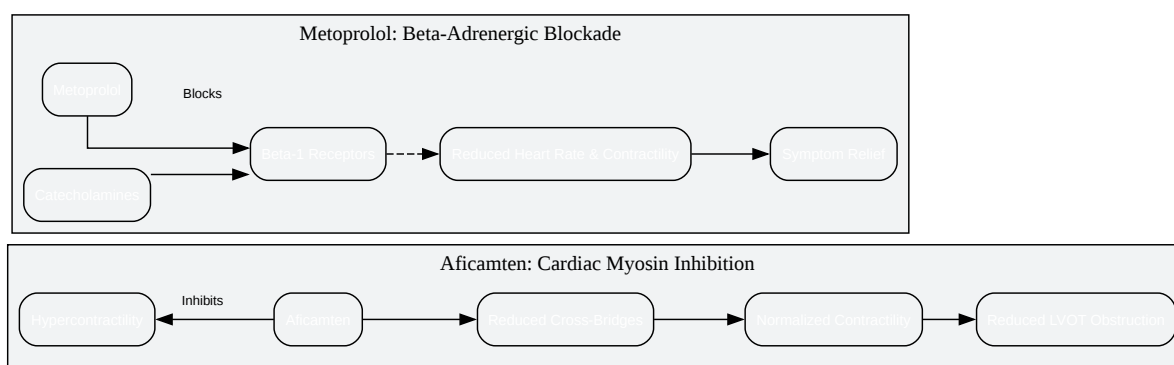 Metoprolol: Beta-Adrenergic Blockade
Metoprolol
Blocks
Beta-1 Receptors
Reduced Heart Rate & Contractility
Symptom Relief
Catecholamines
Aficamten: Cardiac Myosin Inhibition
Hypercontractility
Inhibits
Aficamten
Reduced Cross-Bridges
Normalized Contractility
Reduced LVOT Obstruction